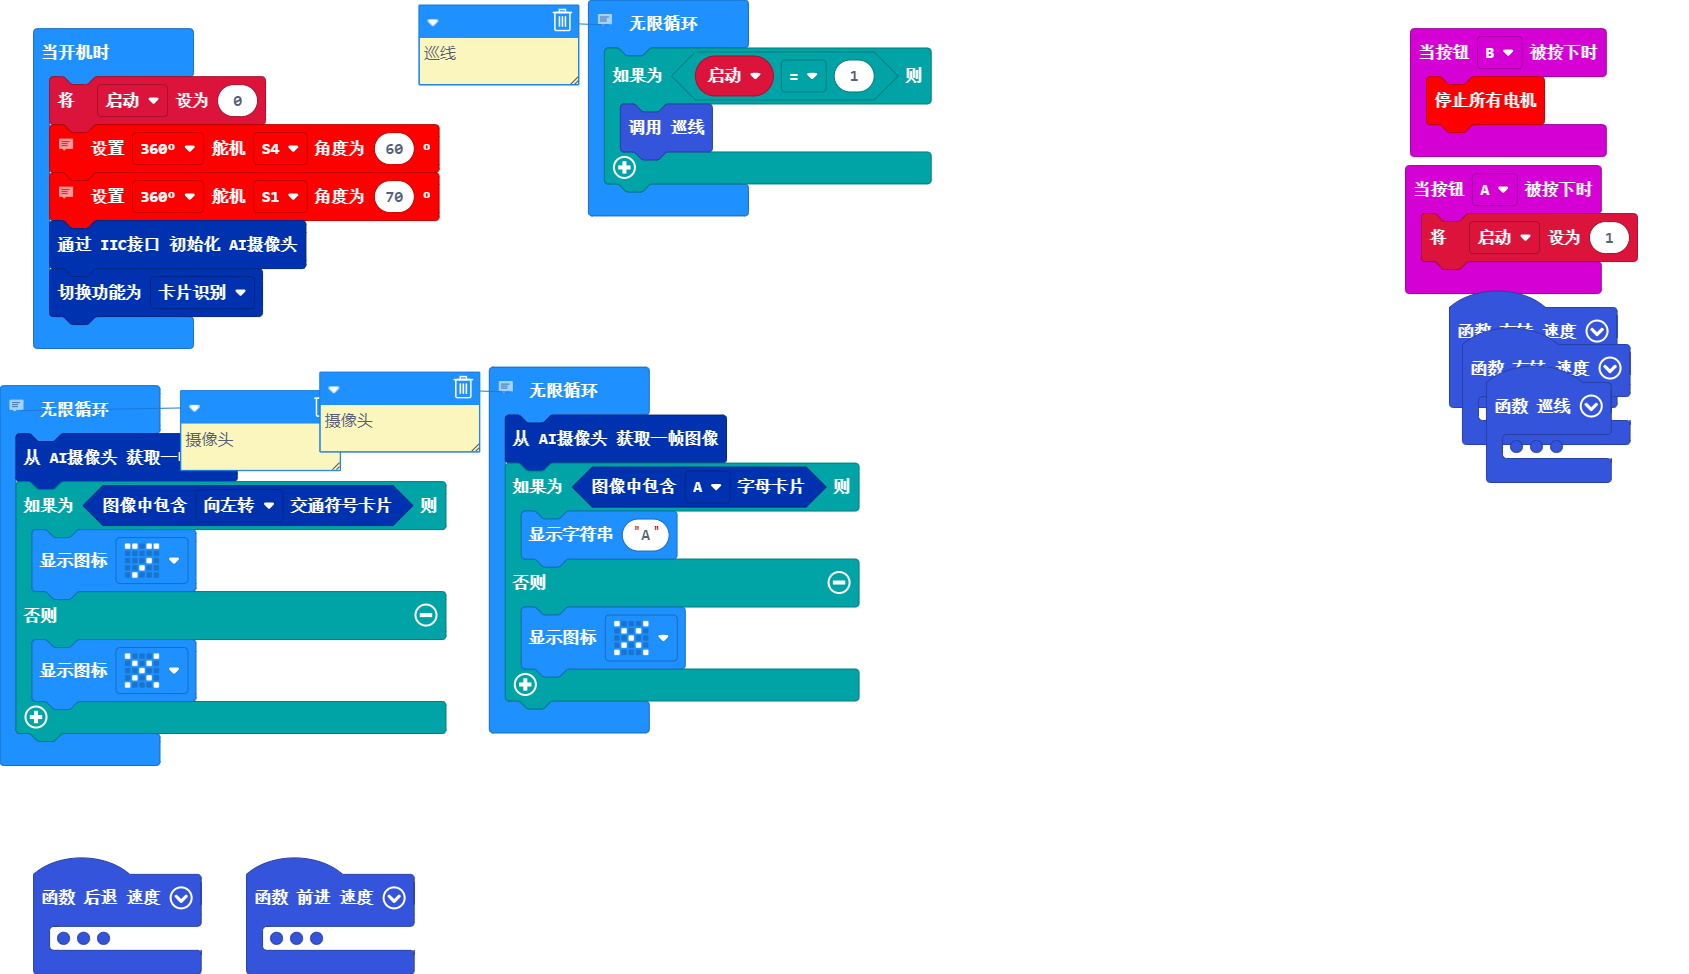 当开机时
将 启动 设为 0
设置 360° 舵机 S4 角度为 60 °
设置 360° 舵机 S1 角度为 70 °
通过 IIC接口 初始化 AI摄像头
切换功能为 卡片识别
巡线
无限循环
如果为 启动 = 1 则
调用 巡线
当按钮 B 被按下时
停止所有电机
当按钮 A 被按下时
将 启动 设为 1
函数 速度
函数 速度
函数 巡线
无限循环
从 AI摄像头 获取一
如果为 图像中包含 向左转 交通符号卡片 则
显示图标
否则
显示图标
摄像头
摄像头
无限循环
从 AI摄像头 获取一帧图像
如果为 图像中包含 A 字母卡片 则
显示字符串 "A"
否则
显示图标
函数 后退 速度
函数 前进 速度